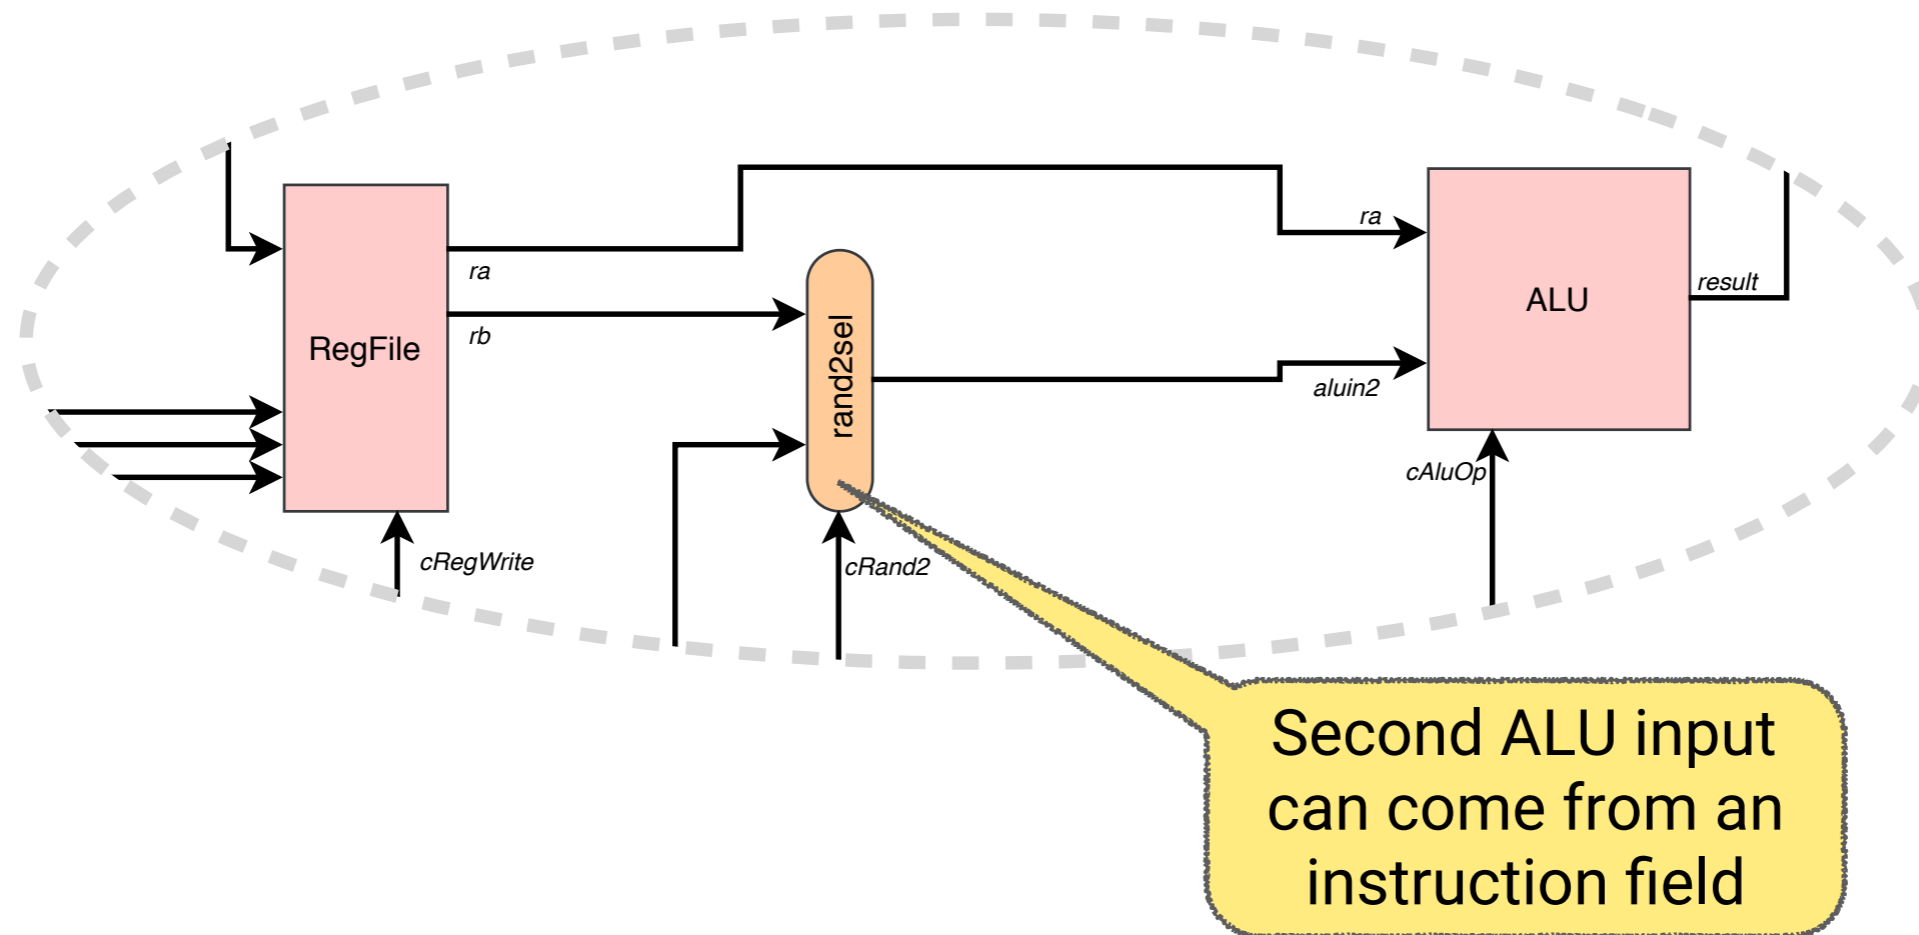 ra
result
ALU
ra
rb
RegFile
rand2sel
aluin2
cAluOp
cRegWrite
cRand2
Second ALU input
can come from an
instruction field